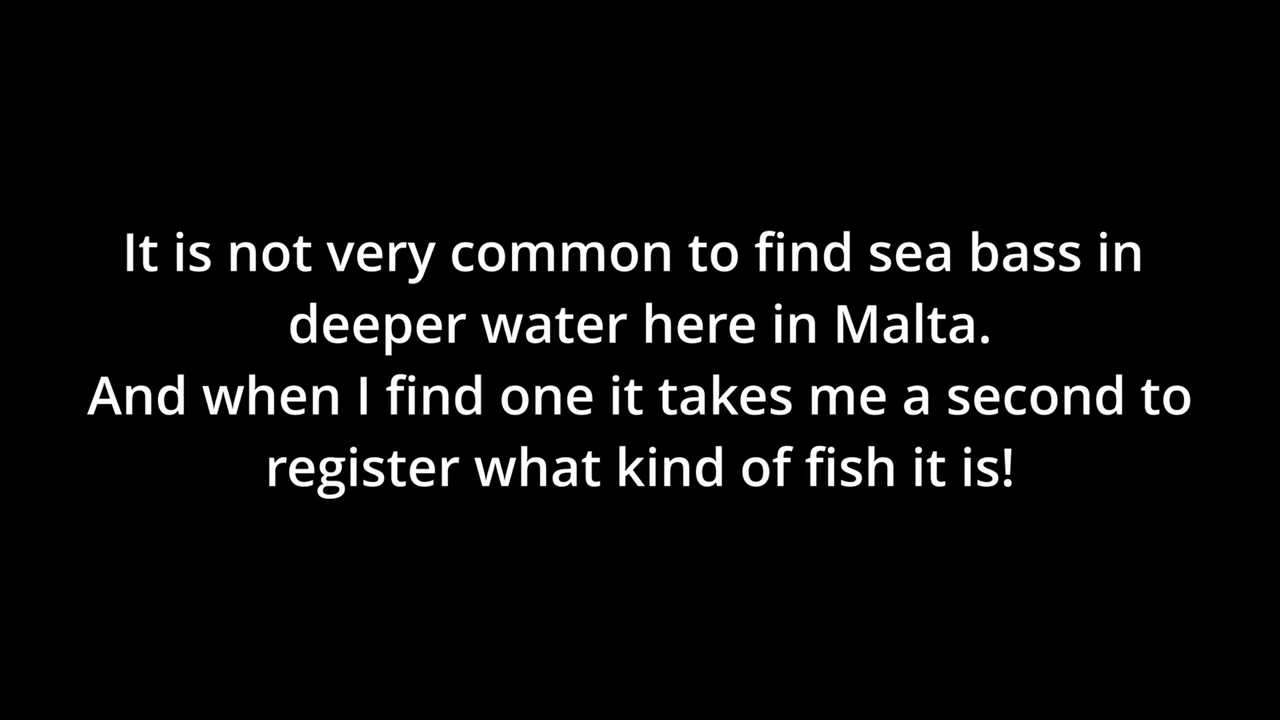 It is not very common to find sea bass in
deeper water here in Malta.
And when I find one it takes me a second to
register what kind of fish it is!